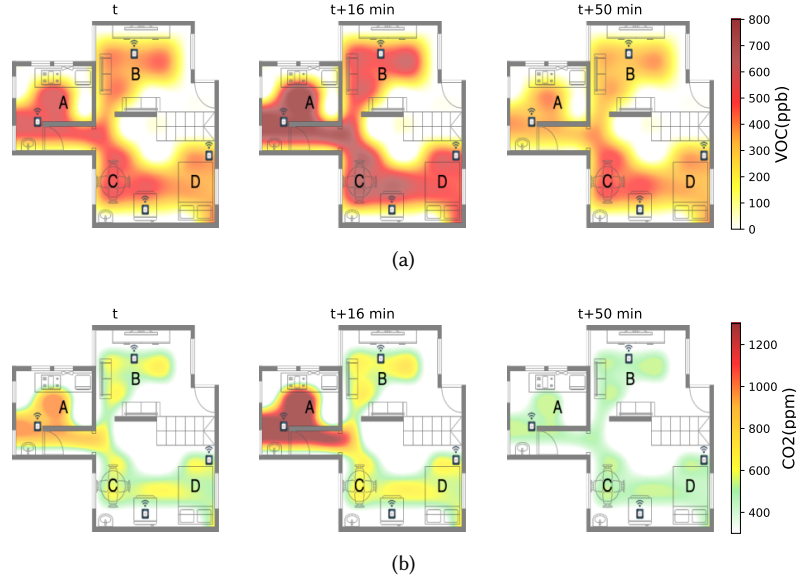 t
t+16 min
t+50 min
A
B
C
D
A
B
C
D
A
B
C
D
800
700
600
500
400
300
200
100
0
VOC(ppb)
(a)
t
t+16 min
t+50 min
A
B
C
D
A
B
C
D
A
B
C
D
1200
1000
800
600
400
CO2(ppm)
(b)